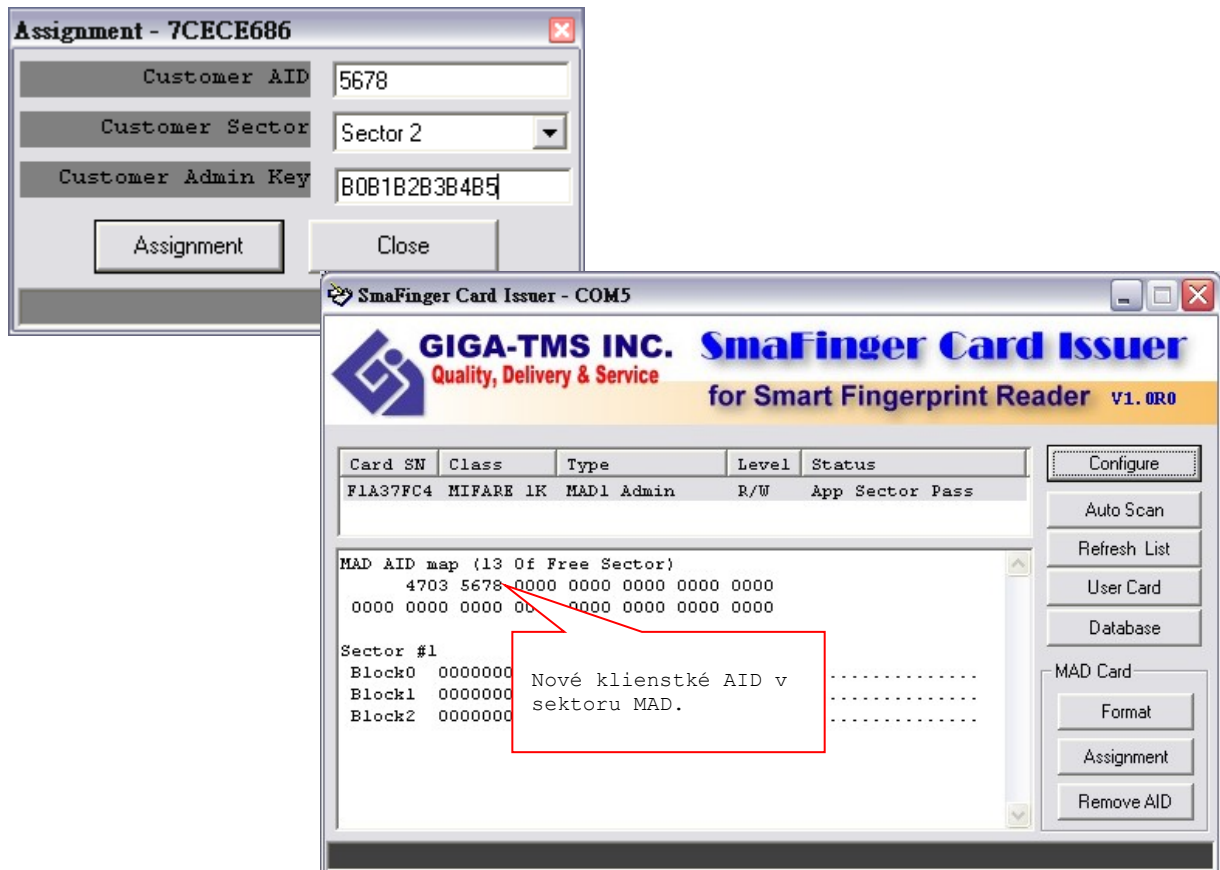 Assignment - 7CECE686
Customer AID 5678
Customer Sector Sector 2
Customer Admin Key B0B1B2B3B4B5
Assignment Close
SmaFinger Card Issuer - COM5
GIGA-TMS INC.
Quality, Delivery & Service
SmaFinger Card Issuer
for Smart Fingerprint Reader V1.0R0
Card SN Class Type Level Status
F1A37FC4 MIFARE 1K MAD1 Admin R/W App Sector Pass
Configure
Auto Scan
Refresh List
User Card
Database
MAD Card
Format
Assignment
Remove AID
MAD AID map (13 Of Free Sector)
4703 5678 0000 0000 0000 0000 0000
0000 0000 0000 00 0000 0000 0000 0000
Sector #1
Block0 0000000 ..............
Block1 0000000 ..............
Block2 0000000 ..............
Nové klienstké AID v
sektoru MAD.